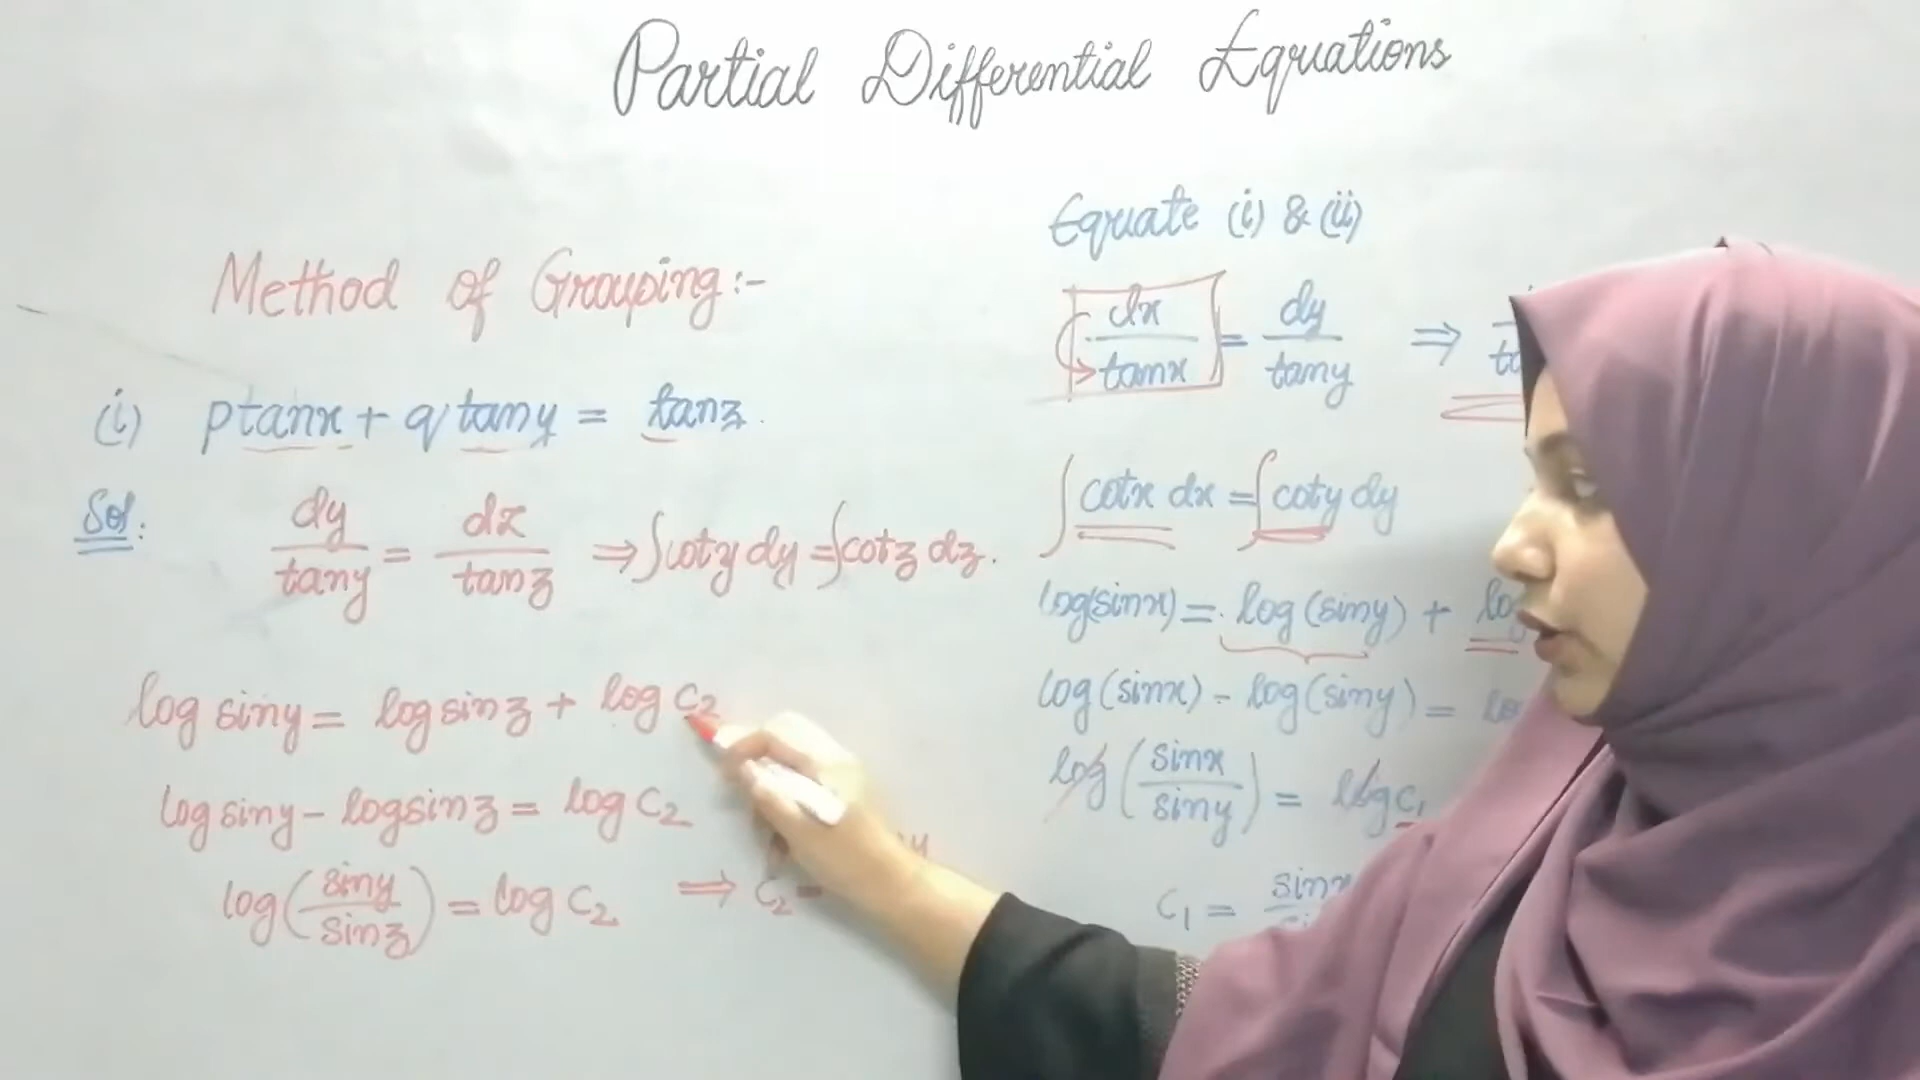 Partial Differential Equations
Method of Grouping:-
(i) ptanx + q tany = tanz.
Sol:
dy/tany = dz/tanz ⇒ ∫coty dy = ∫cotz dz.
log siny = log sinz + log c₂
log siny - log sinz = log c₂
log(siny/sinz) = log c₂ ⇒ c₂ =
Equate (i) & (ii)
dx/tanx = dy/tany ⇒
∫cotx dx = ∫coty dy
log(sinx) = log(siny) +
log(sinx) - log(siny) =
log(sinx/siny) = log c₁
c₁ = sinx